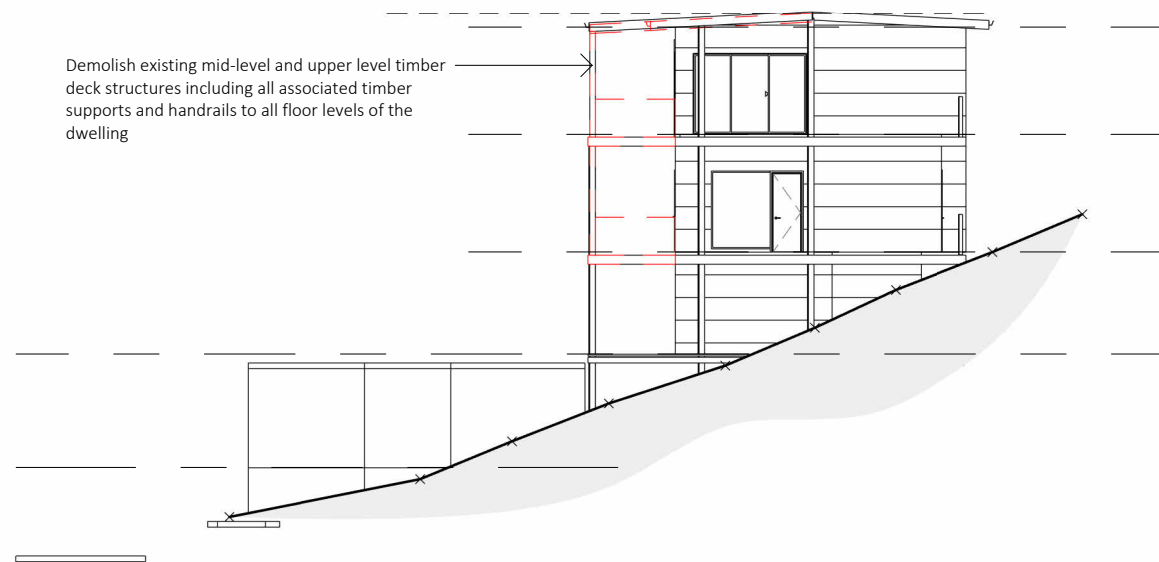 Demolish existing mid-level and upper level timber
deck structures including all associated timber
supports and handrails to all floor levels of the
dwelling